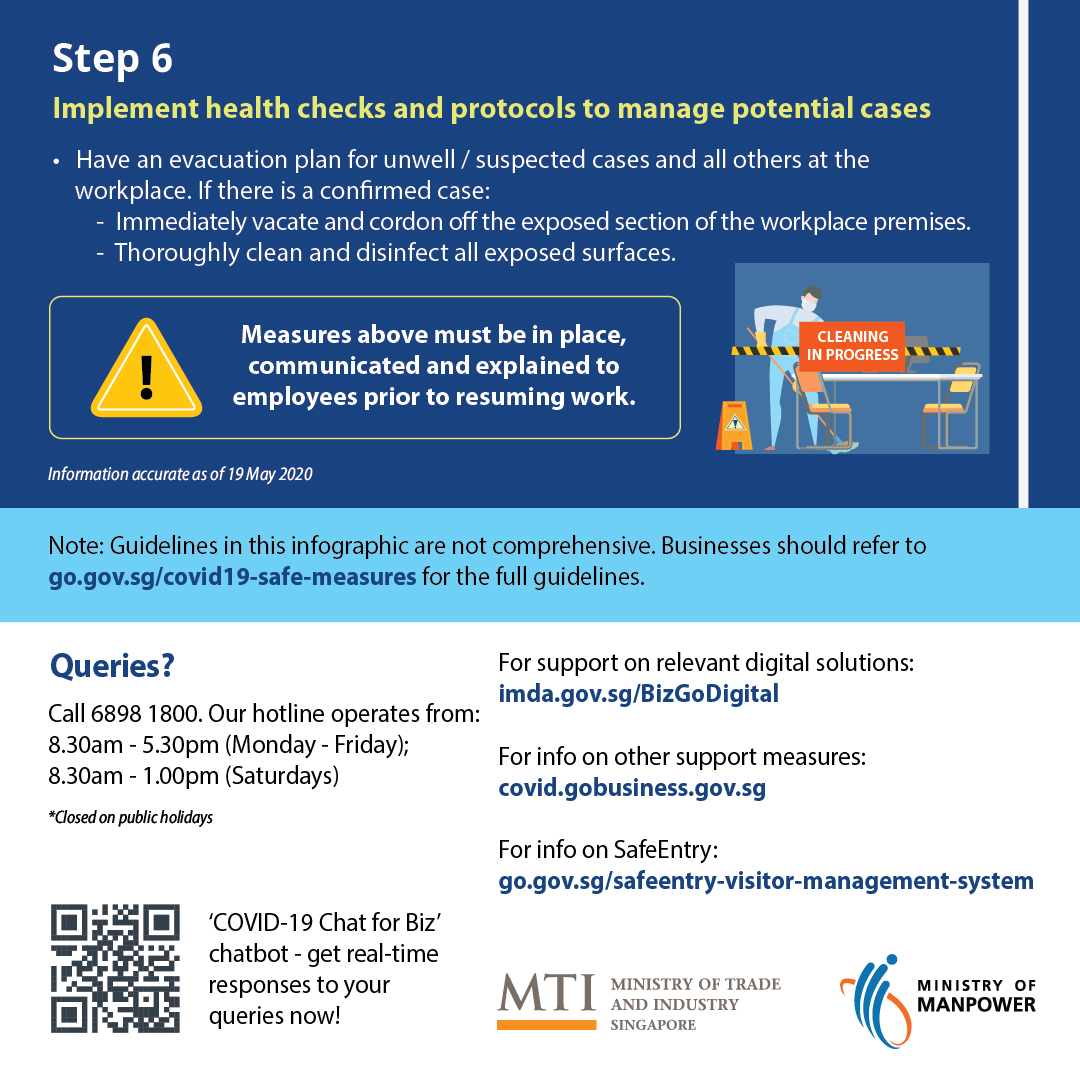 Step 6
Implement health checks and protocols to manage potential cases
• Have an evacuation plan for unwell / suspected cases and all others at the
workplace. If there is a confirmed case:
- Immediately vacate and cordon off the exposed section of the workplace premises.
- Thoroughly clean and disinfect all exposed surfaces.
!
Measures above must be in place,
communicated and explained to
employees prior to resuming work.
CLEANING
IN PROGRESS
Information accurate as of 19 May 2020
Note: Guidelines in this infographic are not comprehensive. Businesses should refer to
go.gov.sg/covid19-safe-measures for the full guidelines.
Queries?
Call 6898 1800. Our hotline operates from:
8.30am - 5.30pm (Monday - Friday);
8.30am - 1.00pm (Saturdays)
*Closed on public holidays
For support on relevant digital solutions:
imda.gov.sg/BizGoDigital
For info on other support measures:
covid.gobusiness.gov.sg
For info on SafeEntry:
go.gov.sg/safeentry-visitor-management-system
‘COVID-19 Chat for Biz’
chatbot - get real-time
responses to your
queries now!
MTI
MINISTRY OF TRADE
AND INDUSTRY
SINGAPORE
MINISTRY OF
MANPOWER